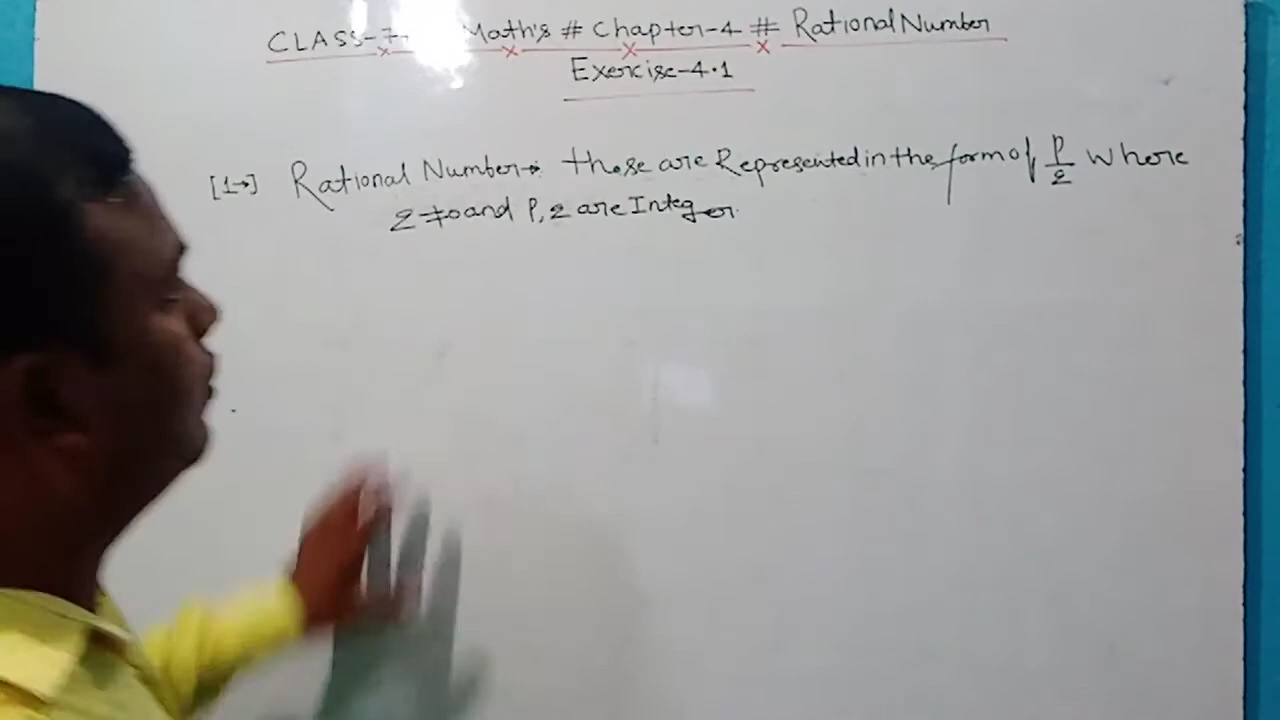 CLASS-7. Math's # Chapter-4 # Rational Number
Exercise-4.1
[1→] Rational Number→ those are Represented in the form of p/q Where
q≠0 and P,q are Integer.